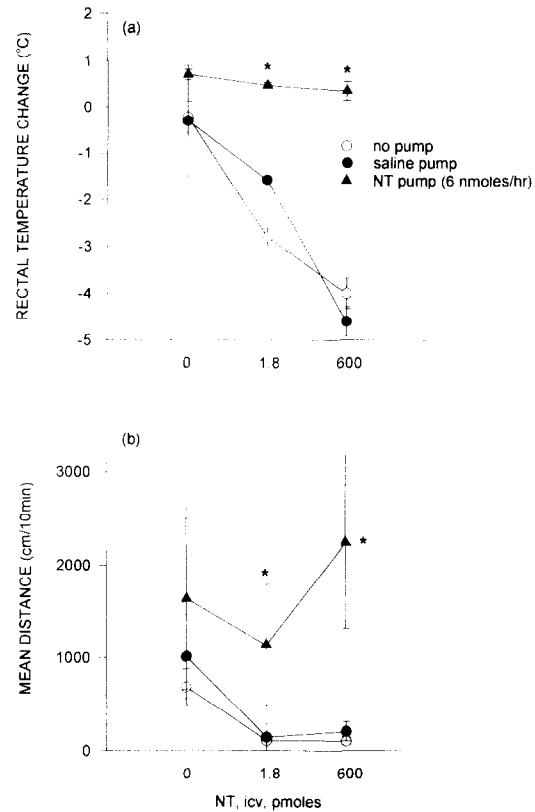 (a)
RECTAL TEMPERATURE CHANGE (°C)
2
1
0
-1
-2
-3
-4
-5
* *
no pump
saline pump
NT pump (6 nmoles/hr)
0 1.8 600
(b)
MEAN DISTANCE (cm/10min)
3000
2000
1000
0
* *
0 1.8 600
NT, icv, pmoles